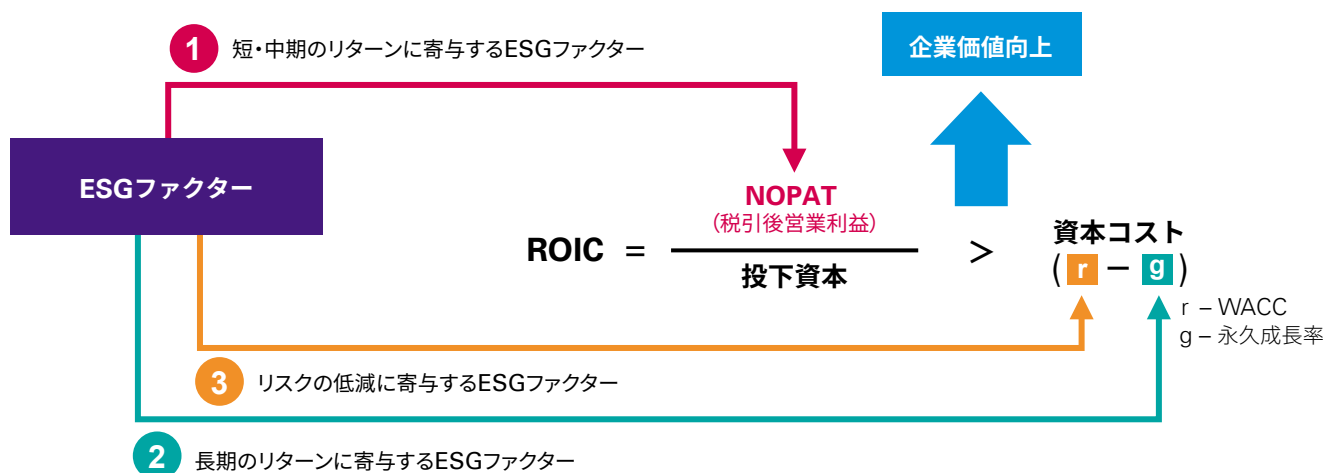 1 短・中期のリターンに寄与するESGファクター
企業価値向上
ESGファクター
NOPAT
(税引後営業利益)
ROIC =
投下資本
>
資本コスト
(r − g)
r – WACC
g – 永久成長率
3 リスクの低減に寄与するESGファクター
2 長期のリターンに寄与するESGファクター